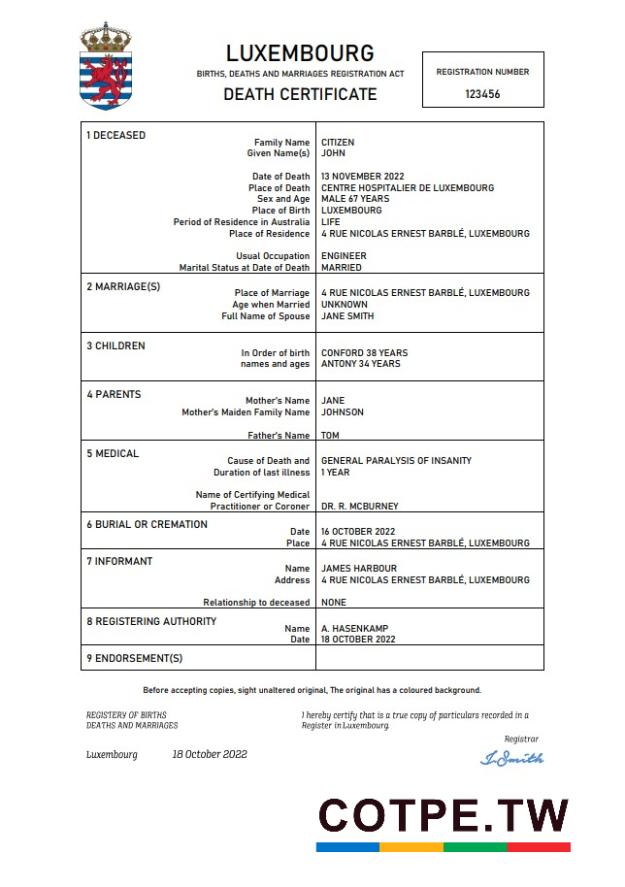 LUXEMBOURG
BIRTHS, DEATHS AND MARRIAGES REGISTRATION ACT
DEATH CERTIFICATE
REGISTRATION NUMBER
123456
1 DECEASED
Family Name CITIZEN
Given Name(s) JOHN
Date of Death 13 NOVEMBER 2022
Place of Death CENTRE HOSPITALIER DE LUXEMBOURG
Sex and Age MALE 67 YEARS
Place of Birth LUXEMBOURG
Period of Residence in Australia LIFE
Place of Residence 4 RUE NICOLAS ERNEST BARBLÉ, LUXEMBOURG
Usual Occupation ENGINEER
Marital Status at Date of Death MARRIED
2 MARRIAGE(S)
Place of Marriage 4 RUE NICOLAS ERNEST BARBLÉ, LUXEMBOURG
Age when Married UNKNOWN
Full Name of Spouse JANE SMITH
3 CHILDREN
In Order of birth CONFORD 38 YEARS
names and ages ANTONY 34 YEARS
4 PARENTS
Mother's Name JANE
Mother's Maiden Family Name JOHNSON
Father's Name TOM
5 MEDICAL
Cause of Death and GENERAL PARALYSIS OF INSANITY
Duration of last illness 1 YEAR
Name of Certifying Medical
Practitioner or Coroner DR. R. MCBURNEY
6 BURIAL OR CREMATION
Date 16 OCTOBER 2022
Place 4 RUE NICOLAS ERNEST BARBLÉ, LUXEMBOURG
7 INFORMANT
Name JAMES HARBOUR
Address 4 RUE NICOLAS ERNEST BARBLÉ, LUXEMBOURG
Relationship to deceased NONE
8 REGISTERING AUTHORITY
Name A. HASENKAMP
Date 18 OCTOBER 2022
9 ENDORSEMENT(S)
Before accepting copies, sight unaltered original, The original has a coloured background.
REGISTERY OF BIRTHS
DEATHS AND MARRIAGES
I hereby certify that is a true copy of particulars recorded in a
Register in Luxembourg.
Registrar
Luxembourg 18 October 2022
J.Smith
COTPE.TW